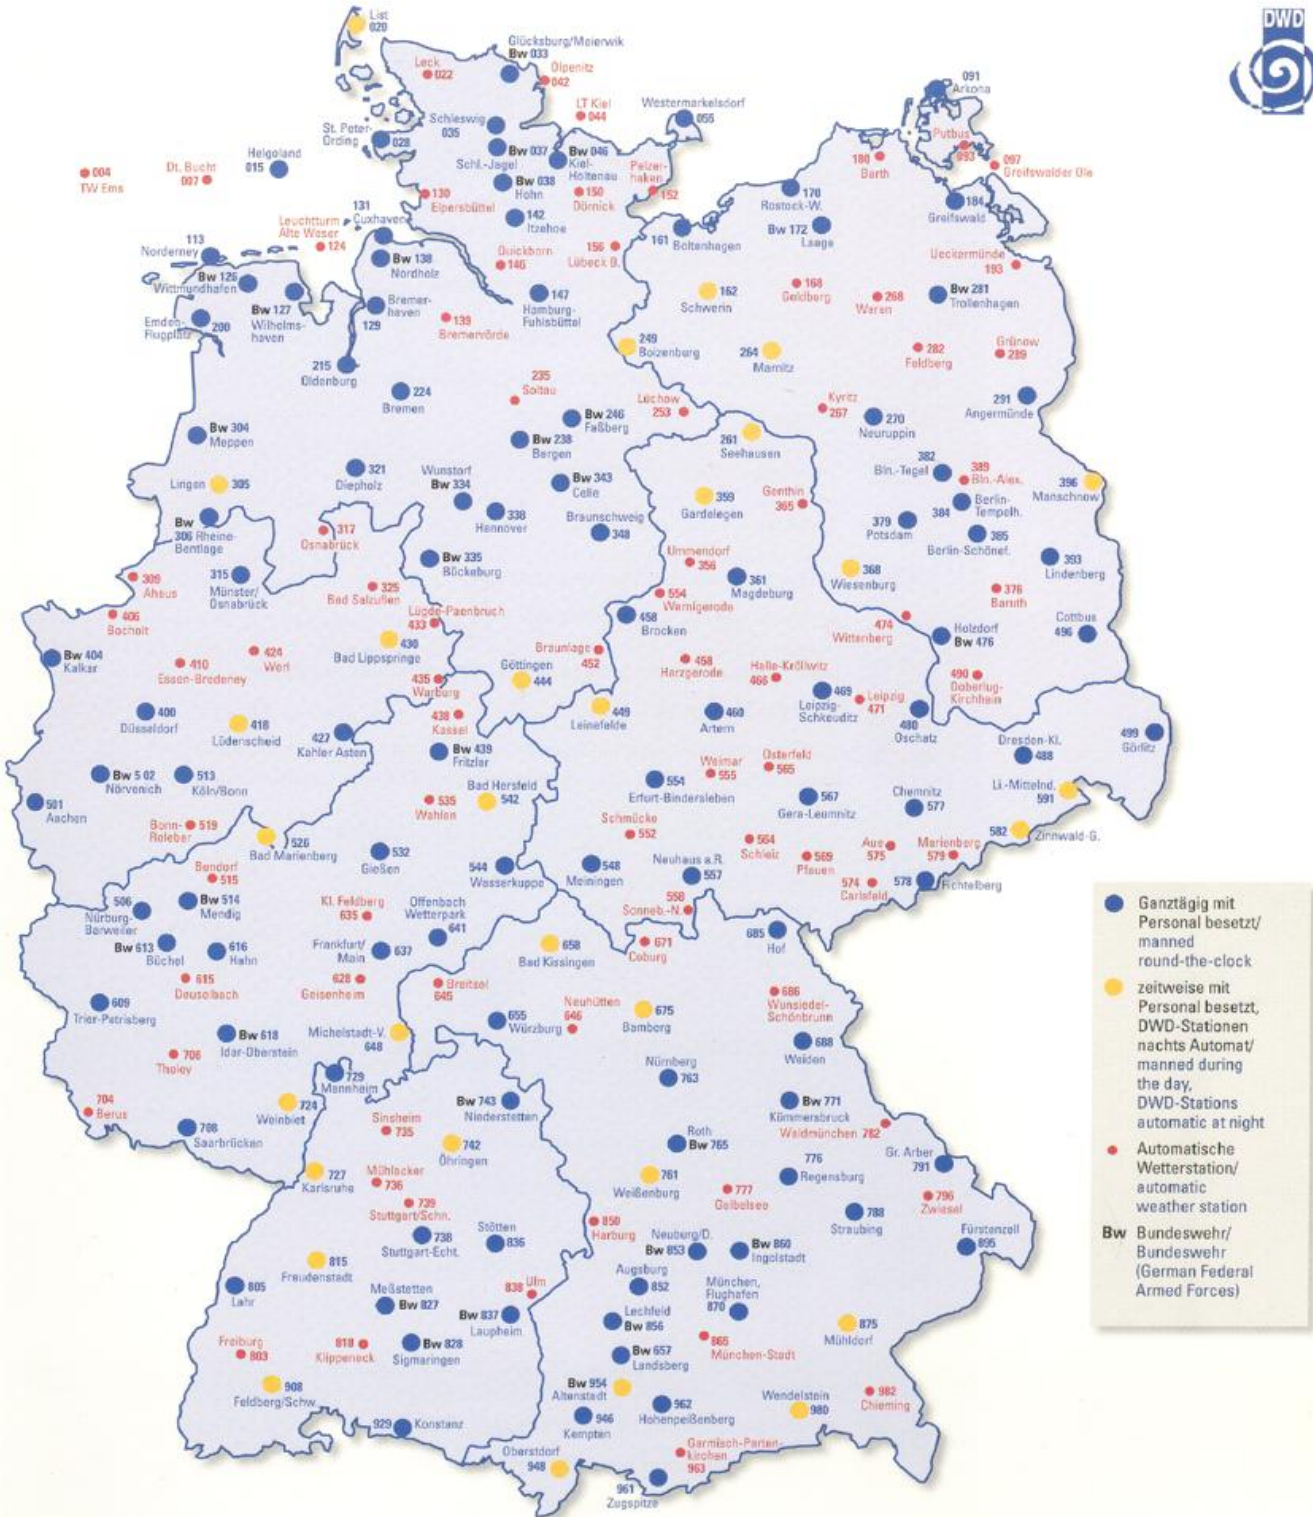 DWD
List
020
Glücksburg/Meierwik
Bw 033
Leck
022
Olpenitz
042
LT Kiel
044
Westermarkelsdorf
055
091
Arkona
Schleswig
035
St. Peter-
Ording
028
Bw 037
Schl.-Jagel
Bw 046
Kiel-
Holtenau
Pelzer-
haken
152
180
Barth
Putbus
093
097
Greifswalder Oie
004
TW Ems
Dt. Bucht
007
Helgoland
015
Bw 038
Hohn
130
Elpersbüttel
150
Dörnick
170
Rostock-W.
184
Greifswald
142
Itzehoe
131
Cuxhaven
Leuchtturm
Alte Weser
124
161
Boltenhagen
Bw 172
Laage
113
Norderney
Bw 138
Nordholz
Quickborn
146
156
Lübeck B.
Ueckermünde
193
Bw 126
Wittmundhafen
Bw 127
Wilhelms-
haven
Bremer-
haven
129
147
Hamburg-
Fuhlsbüttel
162
Schwerin
168
Goldberg
268
Waren
Bw 281
Trollenhagen
Emden-
Flugplatz
200
139
Bremervörde
249
Boizenburg
264
Marnitz
282
Feldberg
Grünow
289
215
Oldenburg
224
Bremen
235
Soltau
Lüchow
253
Kyritz
267
270
Neuruppin
291
Angermünde
Bw 304
Meppen
Bw 246
Faßberg
Bw 238
Bergen
261
Seehausen
382
Bln.-Tegel
389
Bln.-Alex.
396
Manschnow
Lingen
305
321
Diepholz
Wunstorf
Bw 334
Bw 343
Celle
359
Gardelegen
Genthin
365
384
Berlin-
Tempelh.
Bw
306 Rheine-
Bentlage
317
Osnabrück
338
Hannover
Braunschweig
348
379
Potsdam
385
Berlin-Schönef.
Bw 335
Bückeburg
Ummendorf
356
361
Magdeburg
368
Wiesenburg
393
Lindenberg
309
Ahaus
315
Münster/
Osnabrück
325
Bad Salzuflen
554
Wernigerode
376
Baruth
406
Bocholt
Lügde-Paenbruch
433
458
Brocken
474
Wittenberg
Holzdorf
Bw 476
Cottbus
496
Bw 404
Kalkar
410
Essen-Bredeney
424
Werl
430
Bad Lippspringe
Göttingen
444
Braunlage
452
458
Harzgerode
Halle-Kröllwitz
466
469
Leipzig-
Schkeuditz
Leipzig
471
490
Doberlug-
Kirchhain
435
Warburg
400
Düsseldorf
418
Lüdenscheid
438
Kassel
449
Leinefelde
460
Artern
480
Oschatz
427
Kahler Asten
Bw 439
Fritzlar
Dresden-Kl.
488
499
Görlitz
Bw 5 02
Nörvenich
513
Köln/Bonn
Bad Hersfeld
542
554
Erfurt-Bindersleben
Weimar
555
Osterfeld
565
Li.-Mittelnd.
591
501
Aachen
535
Wahlen
567
Gera-Leumnitz
Chemnitz
577
Bonn-
Roleber
519
526
Bad Marienberg
Schmücke
552
564
Schleiz
Aue
575
582
Zinnwald-G.
532
Gießen
544
Wasserkuppe
548
Meiningen
Neuhaus a.R.
557
569
Plauen
Marienberg
579
Bendorf
515
574
Carlsfeld
578
Fichtelberg
506
Nürburg-
Barweiler
Bw 514
Mendig
Kl. Feldberg
635
Offenbach
Wetterpark
641
558
Sonneb.-N.
Bw 613
Büchel
616
Hahn
Frankfurt/
Main
637
658
Bad Kissingen
671
Coburg
685
Hof
615
Deuselbach
628
Geisenheim
Breitsol
645
609
Trier-Petrisberg
655
Würzburg
Neuhütten
646
675
Bamberg
686
Wunsiedel-
Schönbrunn
Bw 618
Idar-Oberstein
Michelstadt-V.
648
688
Weiden
706
Tholey
729
Mannheim
Nürnberg
763
704
Berus
724
Weinbiet
Bw 743
Niederstetten
Bw 771
Kümmersbruck
708
Saarbrücken
Sinsheim
735
742
Öhringen
Roth
Bw 765
Waldmünchen 782
727
Karlsruhe
Mühlacker
736
761
Weißenburg
776
Regensburg
Gr. Arber
791
739
Stuttgart/Schn.
777
Gelbelsee
796
Zwiesel
738
Stuttgart-Echt.
Stötten
836
850
Harburg
Neuburg/D.
Bw 853
Bw 860
Ingolstadt
788
Straubing
Fürstenzell
895
815
Freudenstadt
805
Lahr
Meßstetten
Bw 827
838
Ulm
Augsburg
852
München,
Flughafen
870
Bw 837
Laupheim
Lechfeld
Bw 856
875
Mühldorf
Freiburg
803
818
Klippeneck
Bw 828
Sigmaringen
Bw 657
Landsberg
865
München-Stadt
908
Feldberg/Schw.
Bw 954
Altenstadt
962
Hohenpeißenberg
Wendelstein
980
982
Chieming
929
Konstanz
946
Kempten
Oberstdorf
948
Garmisch-Parten-
kirchen
963
961
Zugspitze
Ganztägig mit
Personal besetzt/
manned
round-the-clock
zeitweise mit
Personal besetzt,
DWD-Stationen
nachts Automat/
manned during
the day,
DWD-Stations
automatic at night
Automatische
Wetterstation/
automatic
weather station
Bw Bundeswehr/
Bundeswehr
(German Federal
Armed Forces)